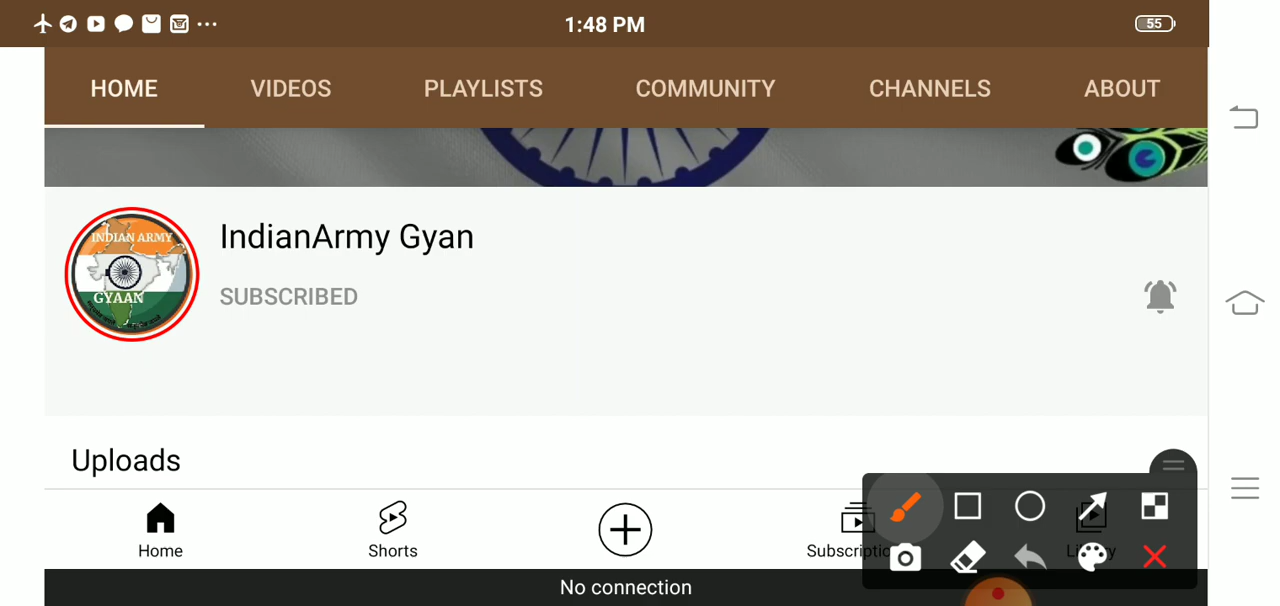 1:48 PM
55
HOME VIDEOS PLAYLISTS COMMUNITY CHANNELS ABOUT
INDIAN ARMY
GYAAN
IndianArmy Gyan
SUBSCRIBED
Uploads
Home Shorts
No connection